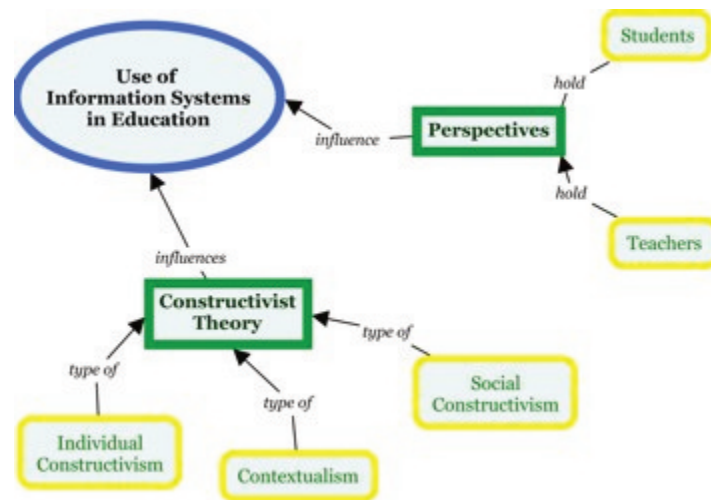 Students
Use of
Information Systems
in Education
hold
Perspectives
influence
hold
Teachers
influences
Constructivist
Theory
type of
type of
type of
Social
Constructivism
Individual
Constructivism
Contextualism